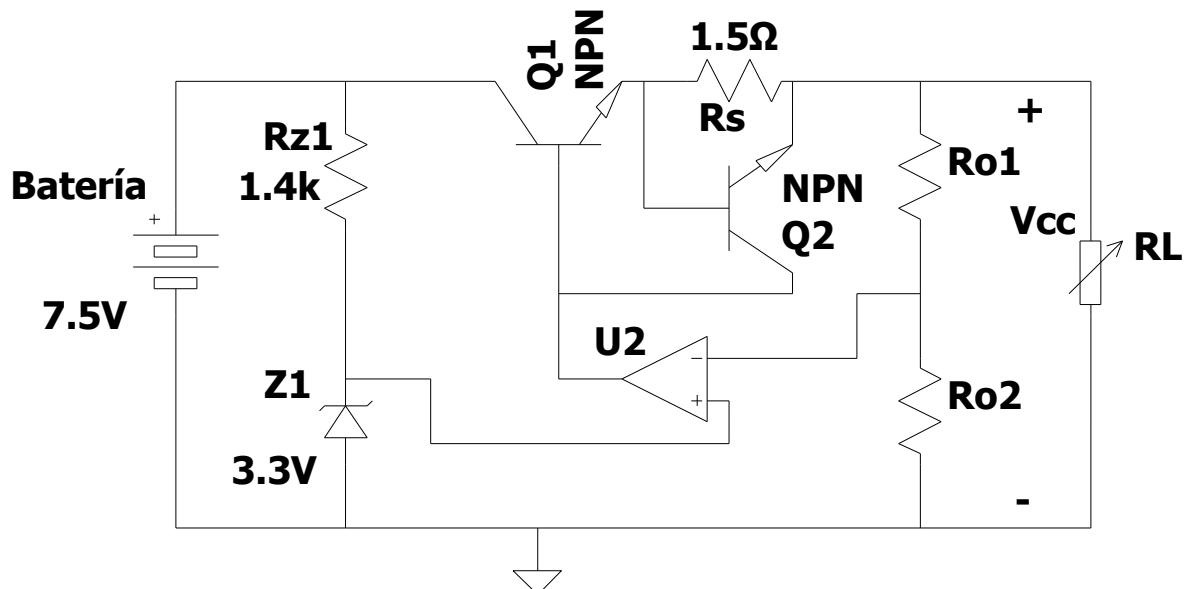 Q1
NPN
1.5Ω
Rs
+
Rz1
1.4k
Ro1
Batería
+
NPN
Q2
Vcc
RL
7.5V
U2
-
+
Z1
Ro2
3.3V
-